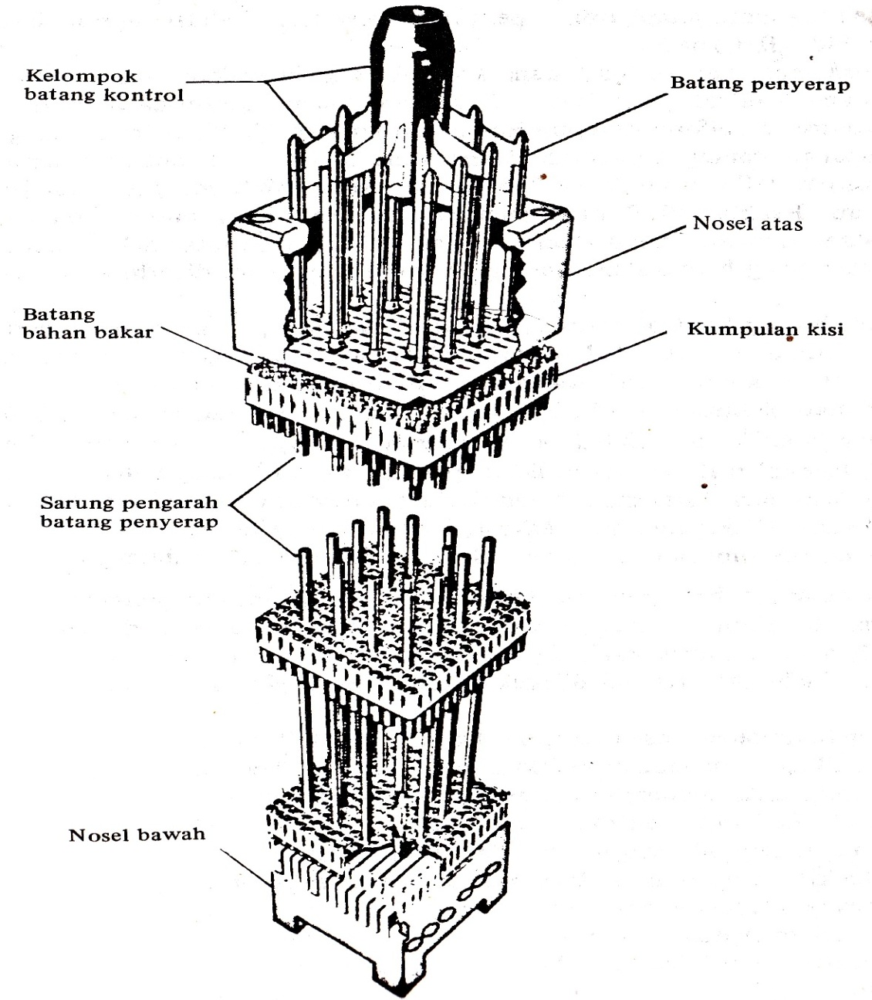 Kelompok
batang kontrol
Batang penyerap
Nosel atas
Batang
bahan bakar
Kumpulan kisi
Sarung pengarah
batang penyerap
Nosel bawah